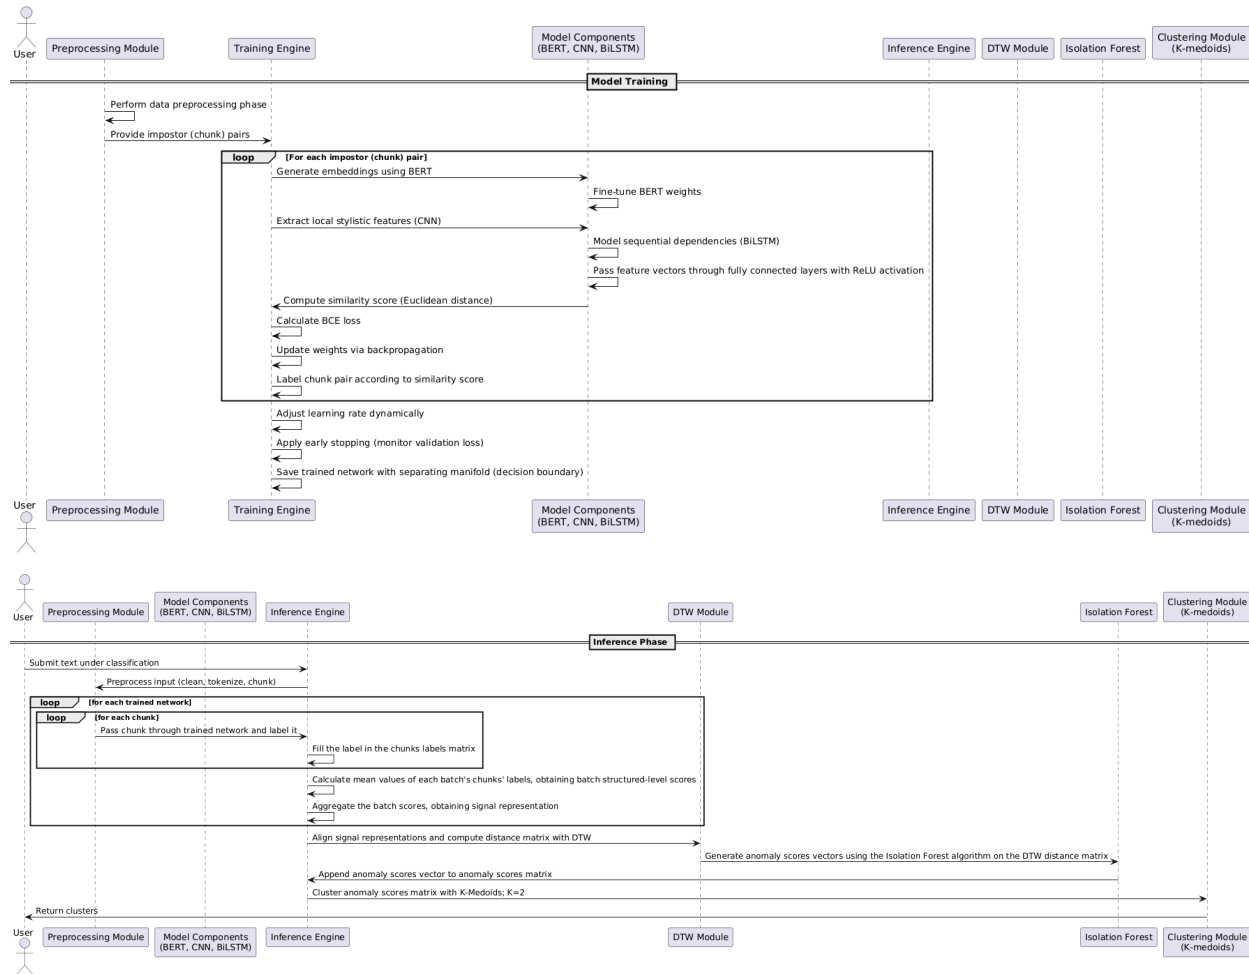 User
Preprocessing Module
Training Engine
Model Components
(BERT, CNN, BiLSTM)
Inference Engine
DTW Module
Isolation Forest
Clustering Module
(K-medoids)
Model Training
Perform data preprocessing phase
Provide impostor (chunk) pairs
loop [For each impostor (chunk) pair]
Generate embeddings using BERT
Fine-tune BERT weights
Extract local stylistic features (CNN)
Model sequential dependencies (BiLSTM)
Pass feature vectors through fully connected layers with ReLU activation
Compute similarity score (Euclidean distance)
Calculate BCE loss
Update weights via backpropagation
Label chunk pair according to similarity score
Adjust learning rate dynamically
Apply early stopping (monitor validation loss)
Save trained network with separating manifold (decision boundary)
User
Preprocessing Module
Training Engine
Model Components
(BERT, CNN, BiLSTM)
Inference Engine
DTW Module
Isolation Forest
Clustering Module
(K-medoids)
User
Preprocessing Module
Model Components
(BERT, CNN, BiLSTM)
Inference Engine
DTW Module
Isolation Forest
Clustering Module
(K-medoids)
Inference Phase
Submit text under classification
Preprocess input (clean, tokenize, chunk)
loop [for each trained network]
loop [for each chunk]
Pass chunk through trained network and label it
Fill the label in the chunks labels matrix
Calculate mean values of each batch's chunks' labels, obtaining batch structured-level scores
Aggregate the batch scores, obtaining signal representation
Align signal representations and compute distance matrix with DTW
Generate anomaly scores vectors using the Isolation Forest algorithm on the DTW distance matrix
Append anomaly scores vector to anomaly scores matrix
Cluster anomaly scores matrix with K-Medoids; K=2
Return clusters
User
Preprocessing Module
Model Components
(BERT, CNN, BiLSTM)
Inference Engine
DTW Module
Isolation Forest
Clustering Module
(K-medoids)